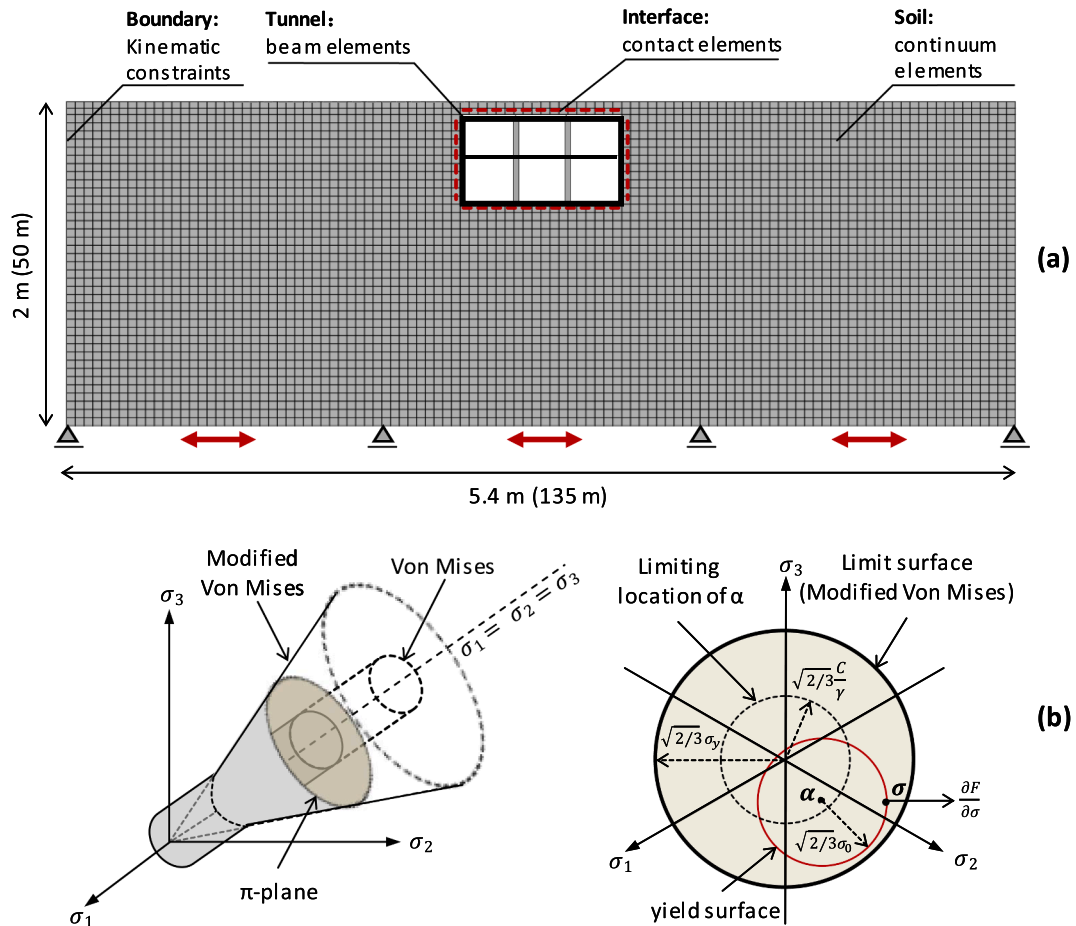 Boundary:
Kinematic
constraints
Tunnel:
beam elements
Interface:
contact elements
Soil:
continuum
elements
2 m (50 m)
(a)
5.4 m (135 m)
Modified
Von Mises
Von Mises
σ₁ = σ₂ = σ₃
σ₃
σ₂
σ₁
π-plane
Limiting
location of α
σ₃
Limit surface
(Modified Von Mises)
√2/3 C/γ
√2/3 σy
α
σ
∂F/∂σ
√2/3 σ₀
σ₁
σ₂
yield surface
(b)